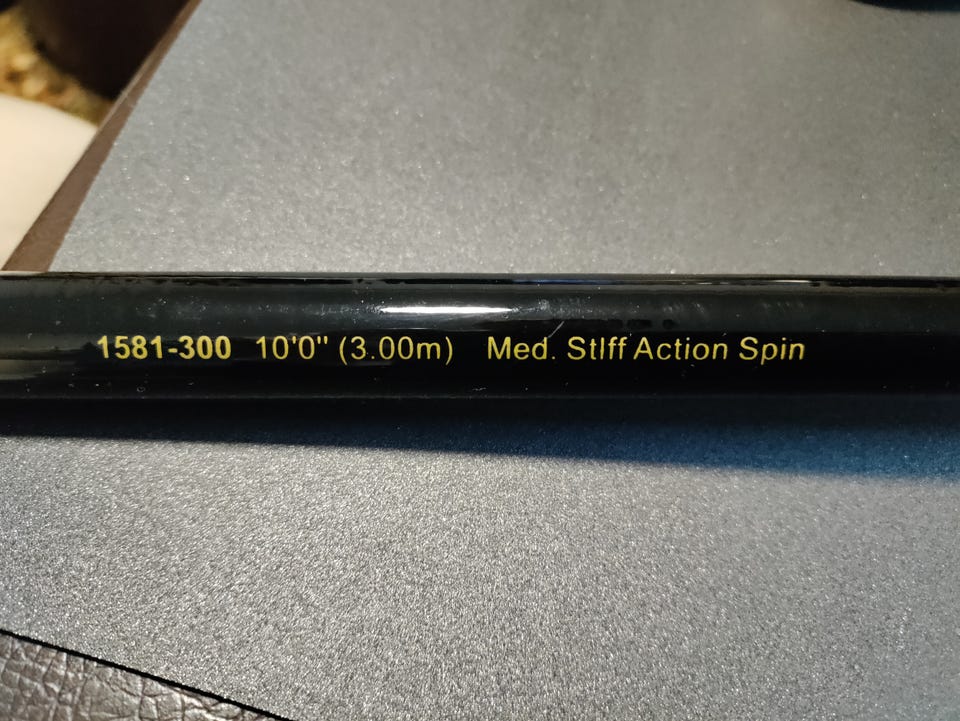 1581-300 10'0" (3.00m) Med. Stiff Action Spin